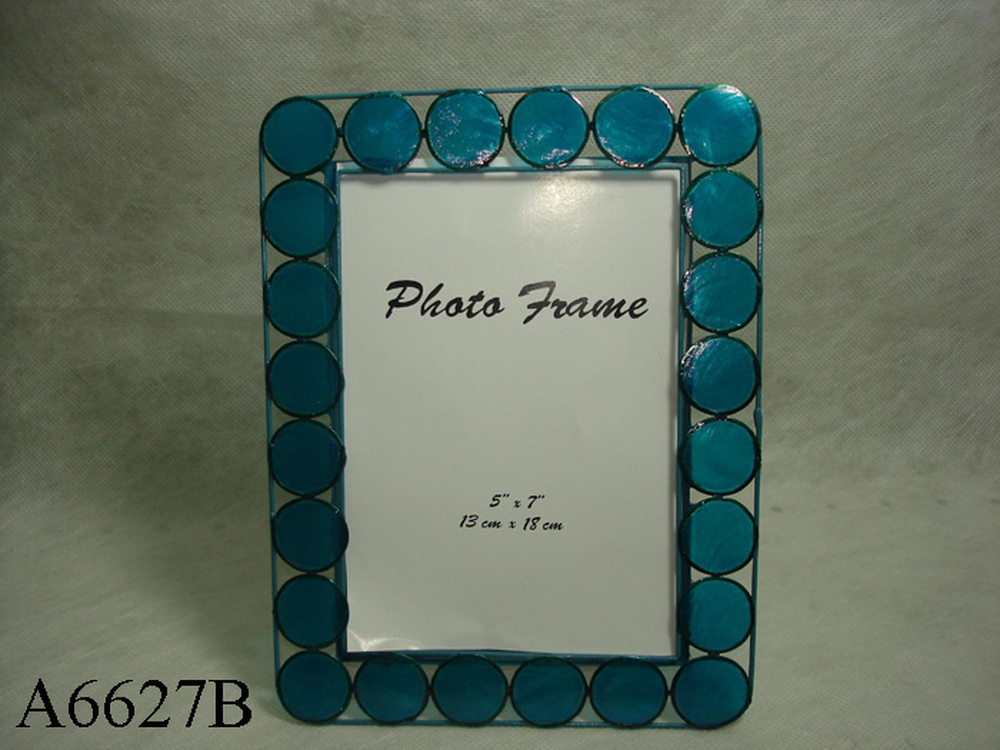 Photo Frame
5" x 7"
13 cm x 18 cm
A6627B